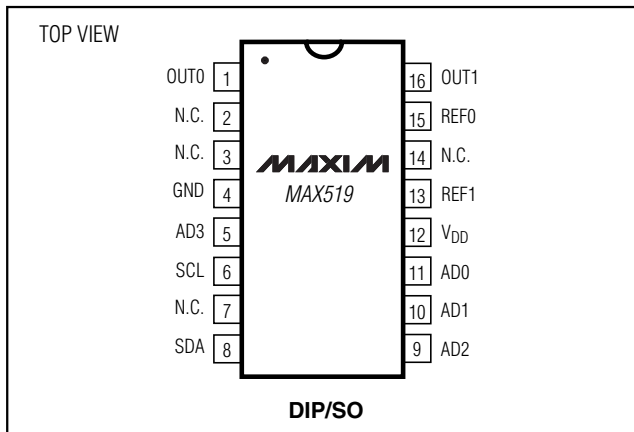 TOP VIEW
OUT0 1
16 OUT1
N.C. 2
15 REF0
N.C. 3
14 N.C.
MAXIM
GND 4
MAX519
13 REF1
AD3 5
12 VDD
SCL 6
11 AD0
N.C. 7
10 AD1
SDA 8
9 AD2
DIP/SO